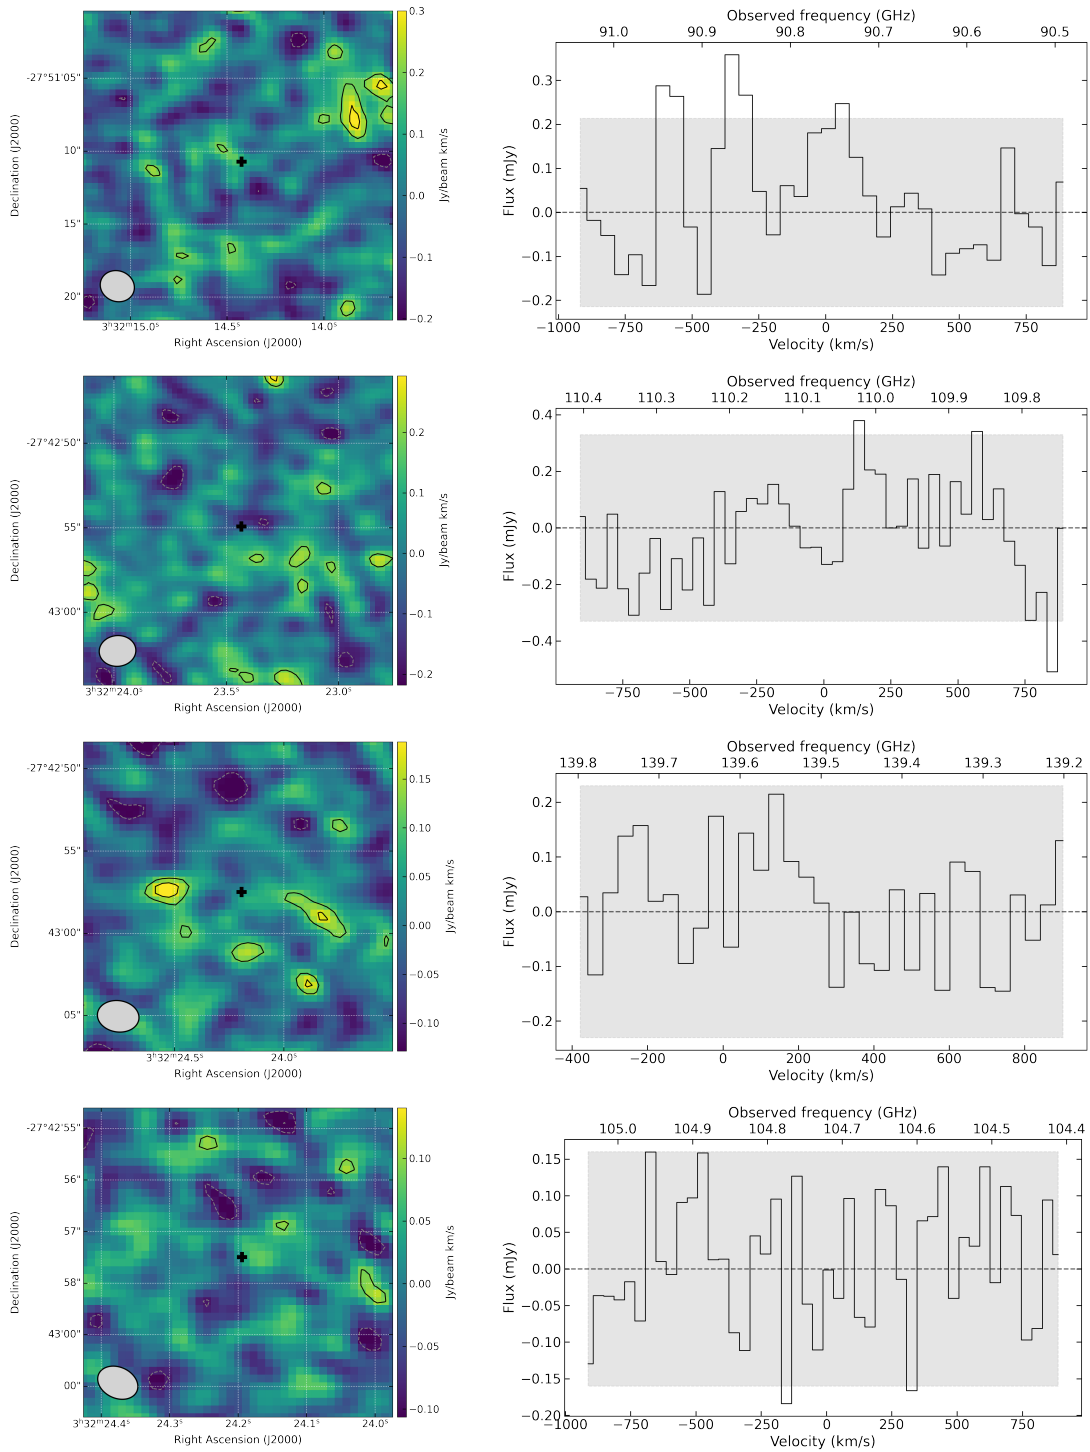 Observed frequency (GHz)
91.0 90.9 90.8 90.7 90.6 90.5
0.3 0.2 0.1 0.0 −0.1 −0.2
Jy/beam km/s
Declination (J2000)
-27°51'05" 10" 15" 20"
3ʰ32ᵐ15.0ˢ 14.5ˢ 14.0ˢ
Right Ascension (J2000)
Flux (mJy)
0.3 0.2 0.1 0.0 −0.1 −0.2
−1000 −750 −500 −250 0 250 500 750
Velocity (km/s)
Observed frequency (GHz)
110.4 110.3 110.2 110.1 110.0 109.9 109.8
0.2 0.1 0.0 −0.1 −0.2
Jy/beam km/s
Declination (J2000)
-27°42'50" 55" 43'00"
3ʰ32ᵐ24.0ˢ 23.5ˢ 23.0ˢ
Right Ascension (J2000)
Flux (mJy)
0.4 0.2 0.0 −0.2 −0.4
−750 −500 −250 0 250 500 750
Velocity (km/s)
Observed frequency (GHz)
139.8 139.7 139.6 139.5 139.4 139.3 139.2
0.15 0.10 0.05 0.00 −0.05 −0.10
Jy/beam km/s
Declination (J2000)
-27°42'50" 55" 43'00" 05"
3ʰ32ᵐ24.5ˢ 24.0ˢ
Right Ascension (J2000)
Flux (mJy)
0.2 0.1 0.0 −0.1 −0.2
−400 −200 0 200 400 600 800
Velocity (km/s)
Observed frequency (GHz)
105.0 104.9 104.8 104.7 104.6 104.5 104.4
0.10 0.05 0.00 −0.05 −0.10
Jy/beam km/s
Declination (J2000)
-27°42'55" 56" 57" 58" 43'00" 00"
3ʰ32ᵐ24.4ˢ 24.3ˢ 24.2ˢ 24.1ˢ 24.0ˢ
Right Ascension (J2000)
Flux (mJy)
0.15 0.10 0.05 0.00 −0.05 −0.10 −0.15 −0.20
−1000 −750 −500 −250 0 250 500 750
Velocity (km/s)